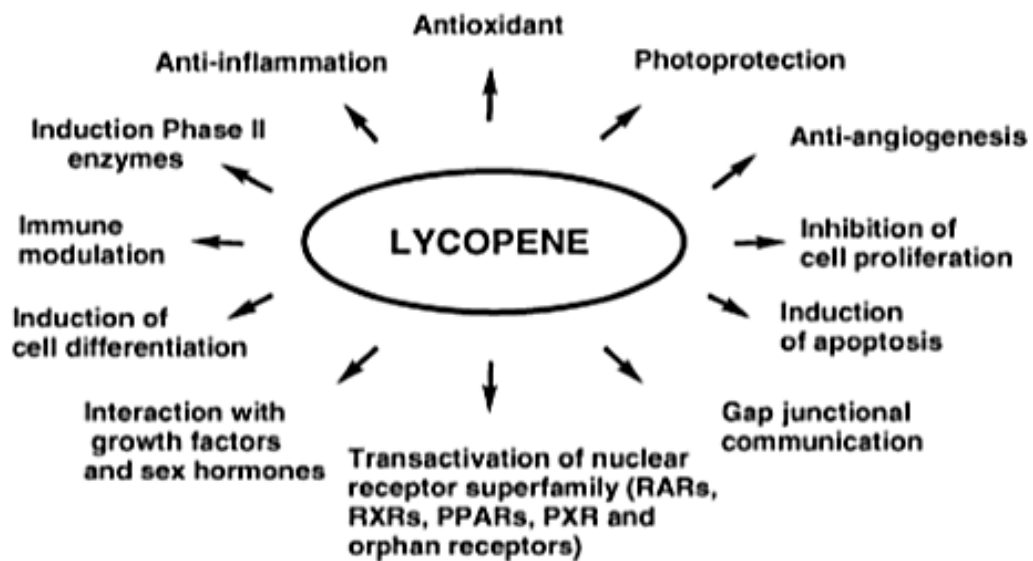 Antioxidant
Anti-inflammation
Photoprotection
Induction Phase II
enzymes
Anti-angiogenesis
Immune
modulation
LYCOPENE
Inhibition of
cell proliferation
Induction of
cell differentiation
Induction
of apoptosis
Interaction with
growth factors
and sex hormones
Transactivation of nuclear
receptor superfamily (RARs,
RXRs, PPARs, PXR and
orphan receptors)
Gap junctional
communication